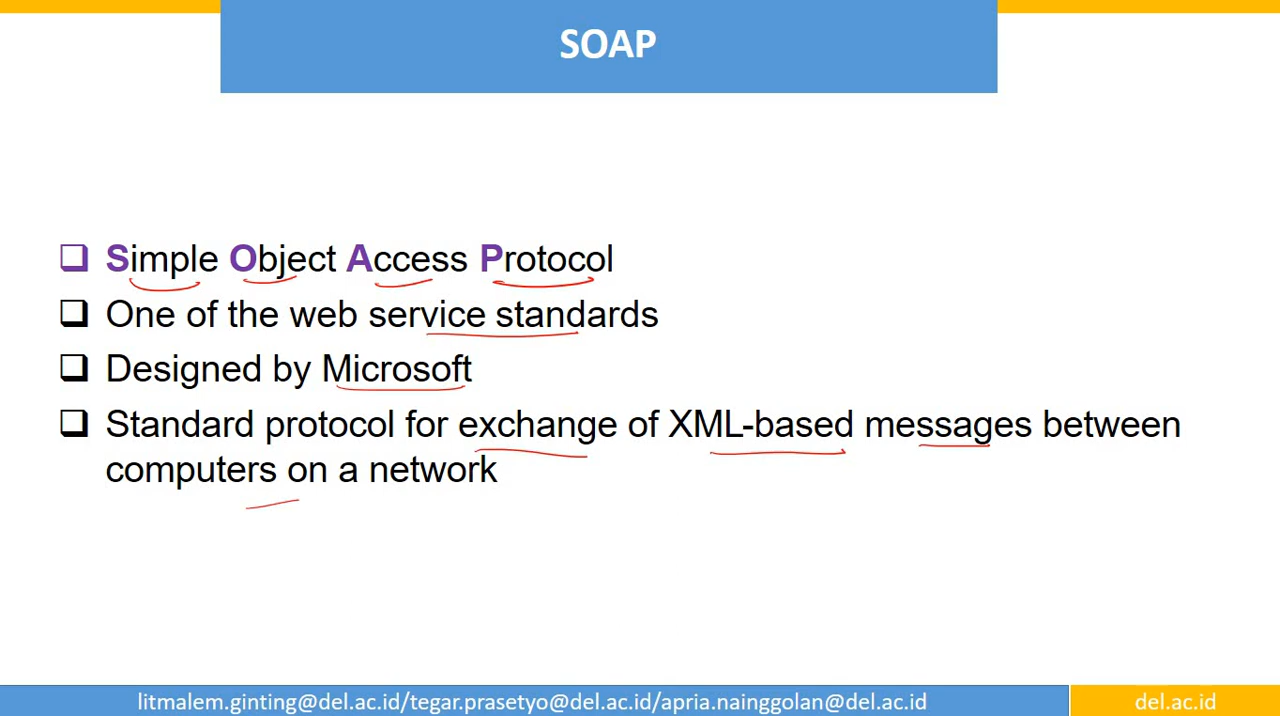 SOAP
Simple Object Access Protocol
One of the web service standards
Designed by Microsoft
Standard protocol for exchange of XML-based messages between
computers on a network
litmalem.ginting@del.ac.id/tegar.prasetyo@del.ac.id/apria.nainggolan@del.ac.id
del.ac.id